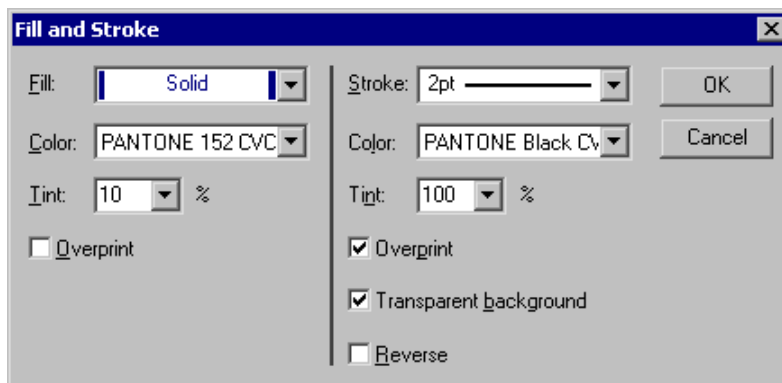 Fill and Stroke
Fill: Solid
Stroke: 2pt
OK
Color: PANTONE 152 CVC
Color: PANTONE Black CV
Cancel
Tint: 10 %
Tint: 100 %
Overprint
Overprint
Transparent background
Reverse